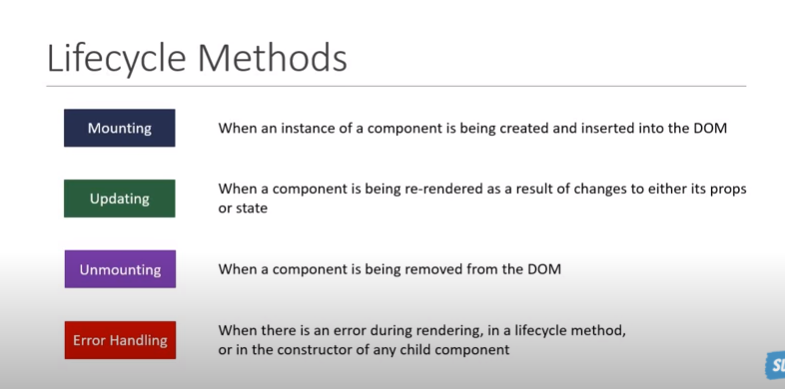 Lifecycle Methods
Mounting
When an instance of a component is being created and inserted into the DOM
Updating
When a component is being re-rendered as a result of changes to either its props
or state
Unmounting
When a component is being removed from the DOM
Error Handling
When there is an error during rendering, in a lifecycle method,
or in the constructor of any child component